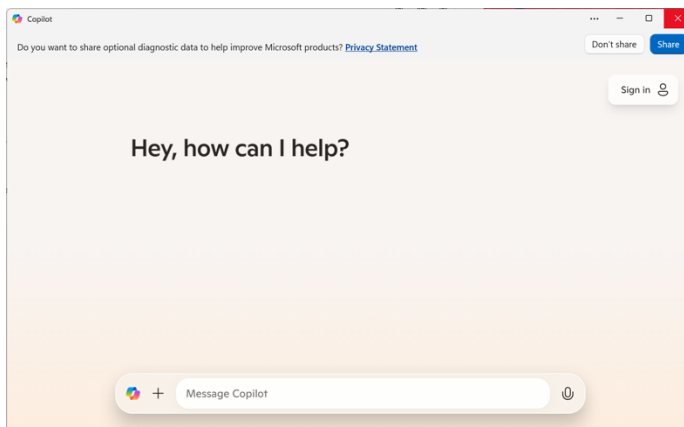 Copilot
Do you want to share optional diagnostic data to help improve Microsoft products? Privacy Statement
Don't share
Share
Sign in
Hey, how can I help?
Message Copilot